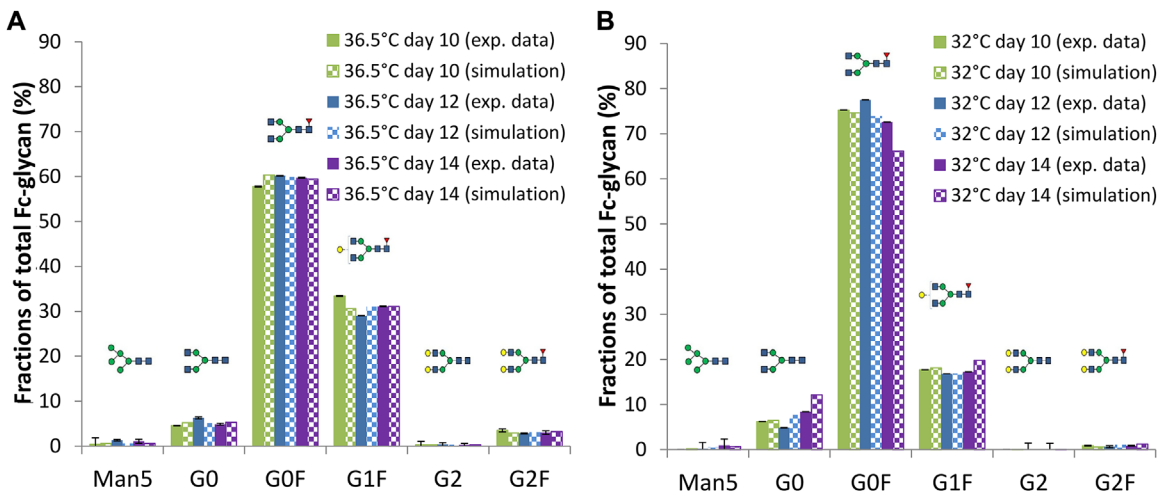 A
Fractions of total Fc-glycan (%)
90
80
70
60
50
40
30
20
10
0
36.5°C day 10 (exp. data)
36.5°C day 10 (simulation)
36.5°C day 12 (exp. data)
36.5°C day 12 (simulation)
36.5°C day 14 (exp. data)
36.5°C day 14 (simulation)
Man5 G0 G0F G1F G2 G2F
B
Fractions of total Fc-glycan (%)
90
80
70
60
50
40
30
20
10
0
32°C day 10 (exp. data)
32°C day 10 (simulation)
32°C day 12 (exp. data)
32°C day 12 (simulation)
32°C day 14 (exp. data)
32°C day 14 (simulation)
Man5 G0 G0F G1F G2 G2F